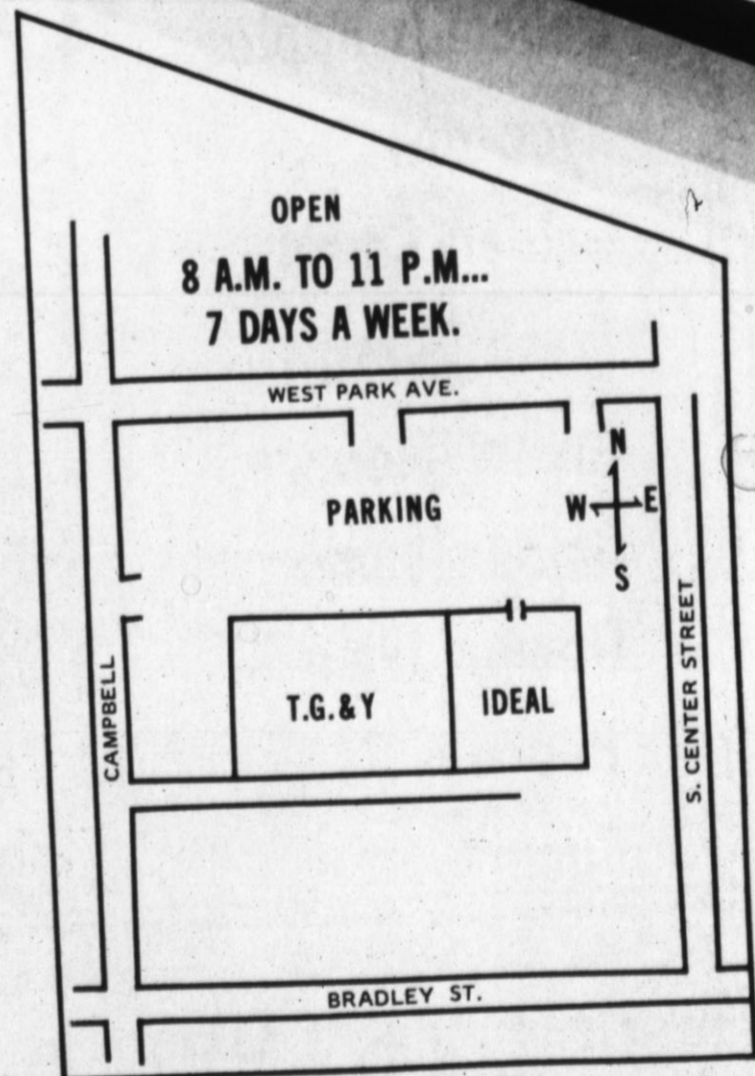 OPEN
8 A.M. TO 11 P.M...
7 DAYS A WEEK.
WEST PARK AVE.
N
PARKING
W E
S
CAMPBELL
T.G.&Y
IDEAL
S. CENTER STREET
BRADLEY ST.